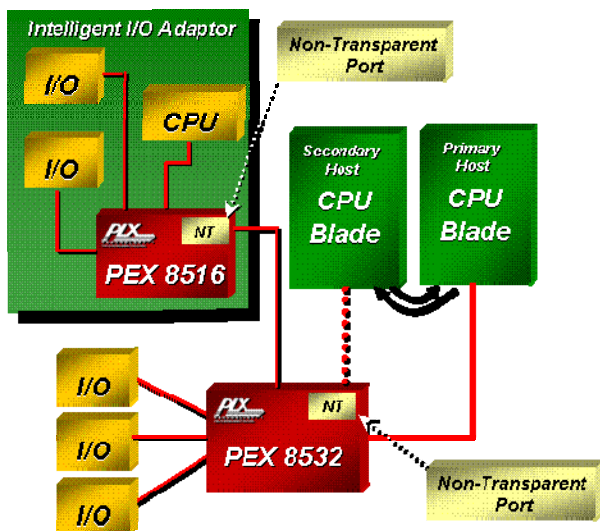 Intelligent I/O Adaptor
Non-Transparent
Port
I/O
CPU
I/O
Secondary
Host
CPU
Blade
Primary
Host
CPU
Blade
PLX
NT
PEX 8516
I/O
I/O
I/O
PLX
NT
PEX 8532
Non-Transparent
Port